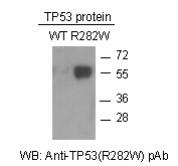 TP53 protein
WT R282W
72
55
36
28
WB: Anti-TP53(R282W) pAb